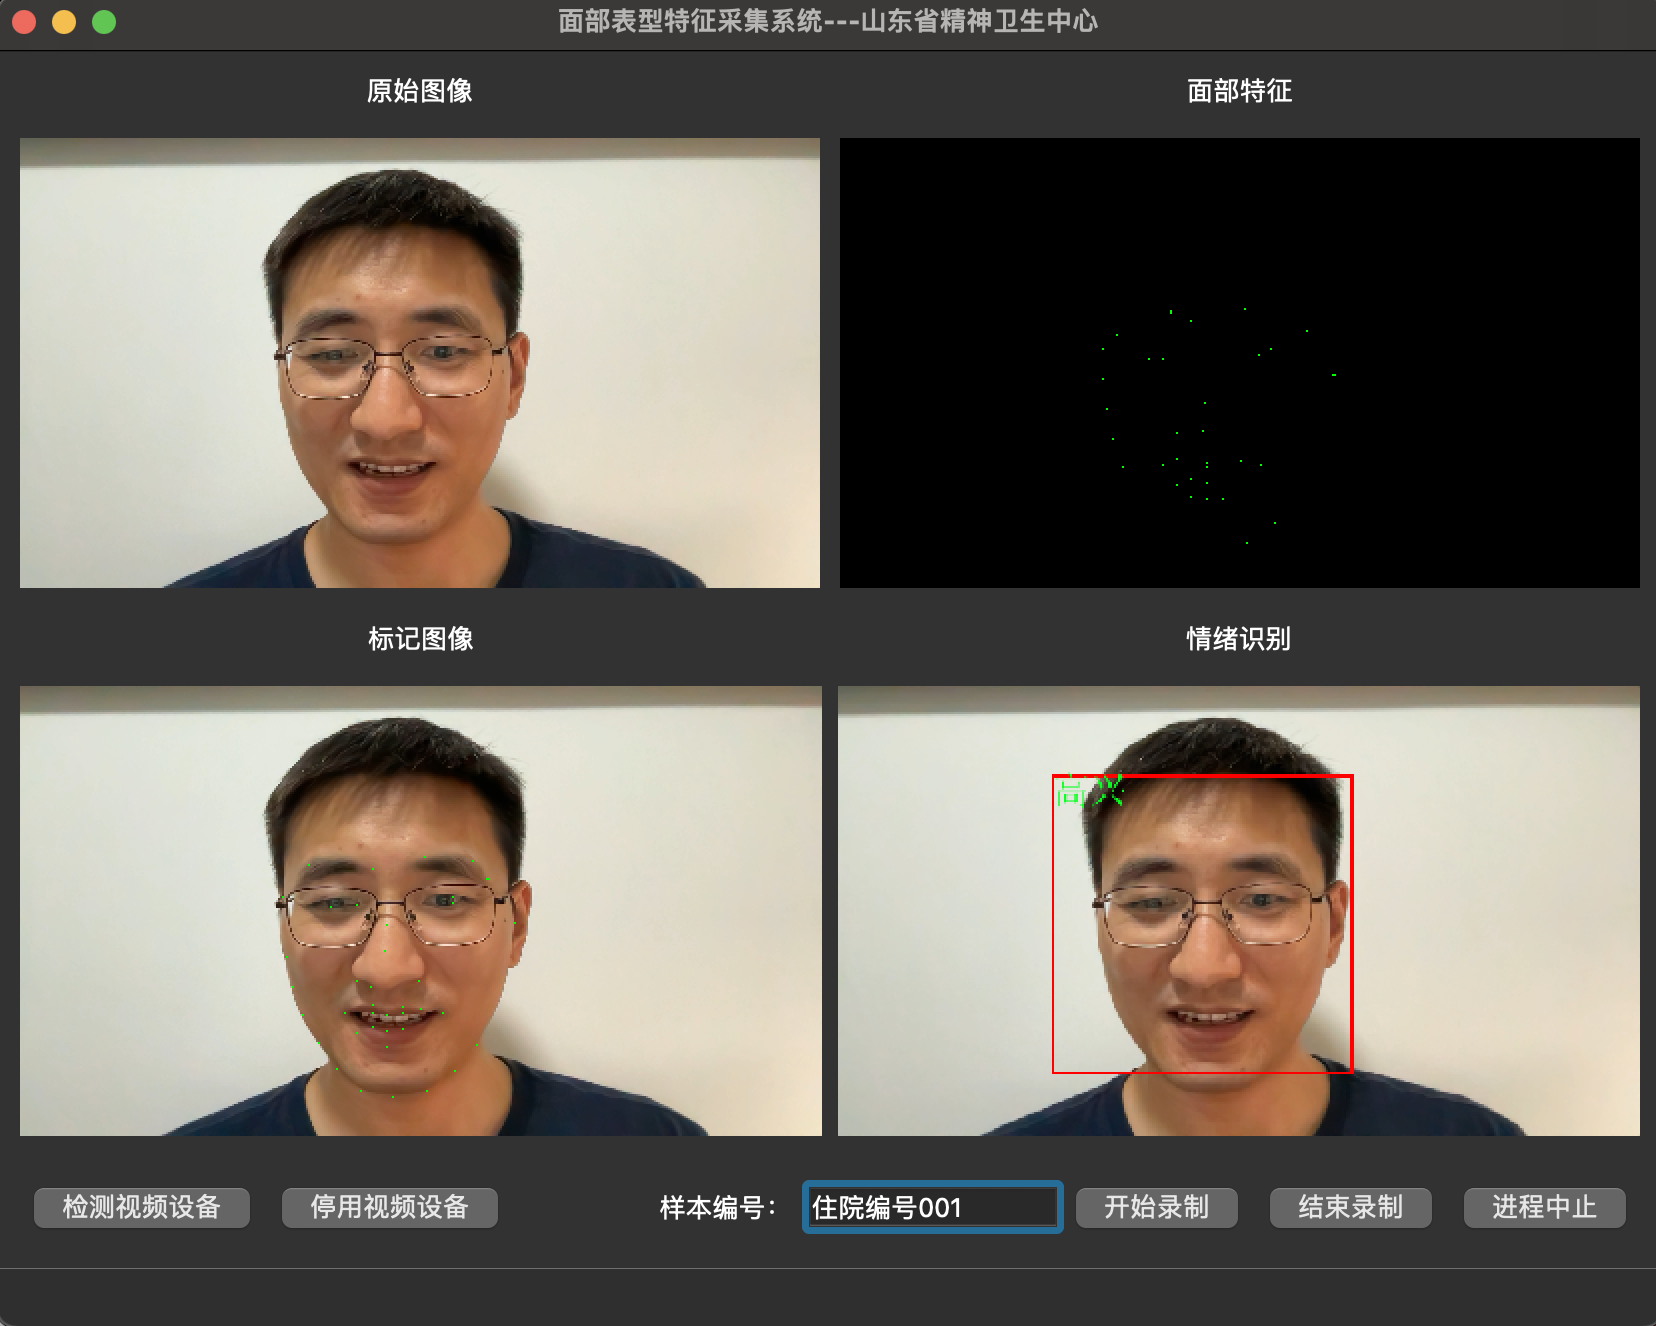 面部表型特征采集系统---山东省精神卫生中心
原始图像
面部特征
标记图像
情绪识别
高兴
检测视频设备
停用视频设备
样本编号：
住院编号001
开始录制
结束录制
进程中止